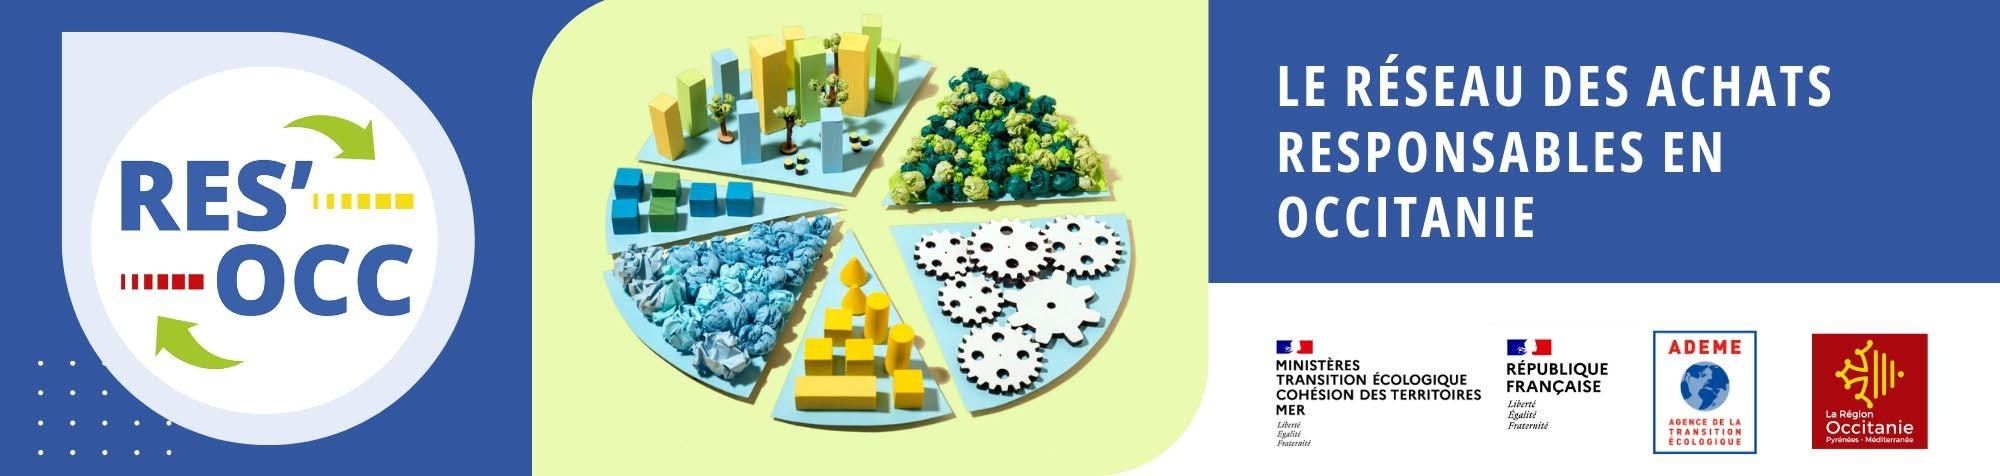 RES'
OCC
LE RÉSEAU DES ACHATS
RESPONSABLES EN
OCCITANIE
MINISTÈRES
TRANSITION ÉCOLOGIQUE
COHÉSION DES TERRITOIRES
MER
Liberté
Égalité
Fraternité
RÉPUBLIQUE
FRANÇAISE
Liberté
Égalité
Fraternité
ADEME
AGENCE DE LA
TRANSITION
ÉCOLOGIQUE
La Région
Occitanie
Pyrénées - Méditerranée